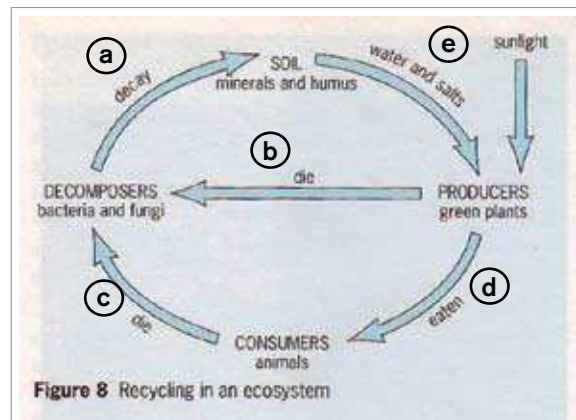 a
e
sunlight
SOIL
minerals and humus
decay
water and salts
b
die
DECOMPOSERS
bacteria and fungi
PRODUCERS
green plants
c
die
d
eaten
CONSUMERS
animals
Figure 8 Recycling in an ecosystem